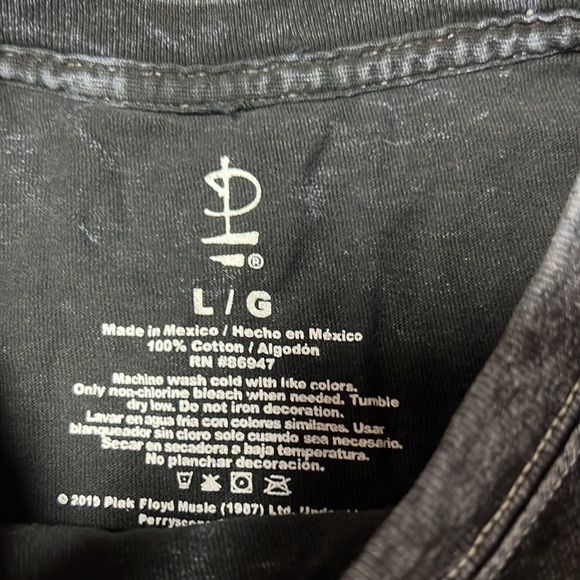 ®
L / G
Made in Mexico / Hecho en México
100% Cotton / Algodón
RN #86947
Machine wash cold with like colors.
Only non-chlorine bleach when needed. Tumble
dry low. Do not iron decoration.
Lavar en agua fria con colores similares. Usar
blanqueador sin cloro solo cuando sea necesario.
Secar en secadora a baja temperatura.
No planchar decoración.
© 2019 Pink Floyd Music (1987) Ltd.